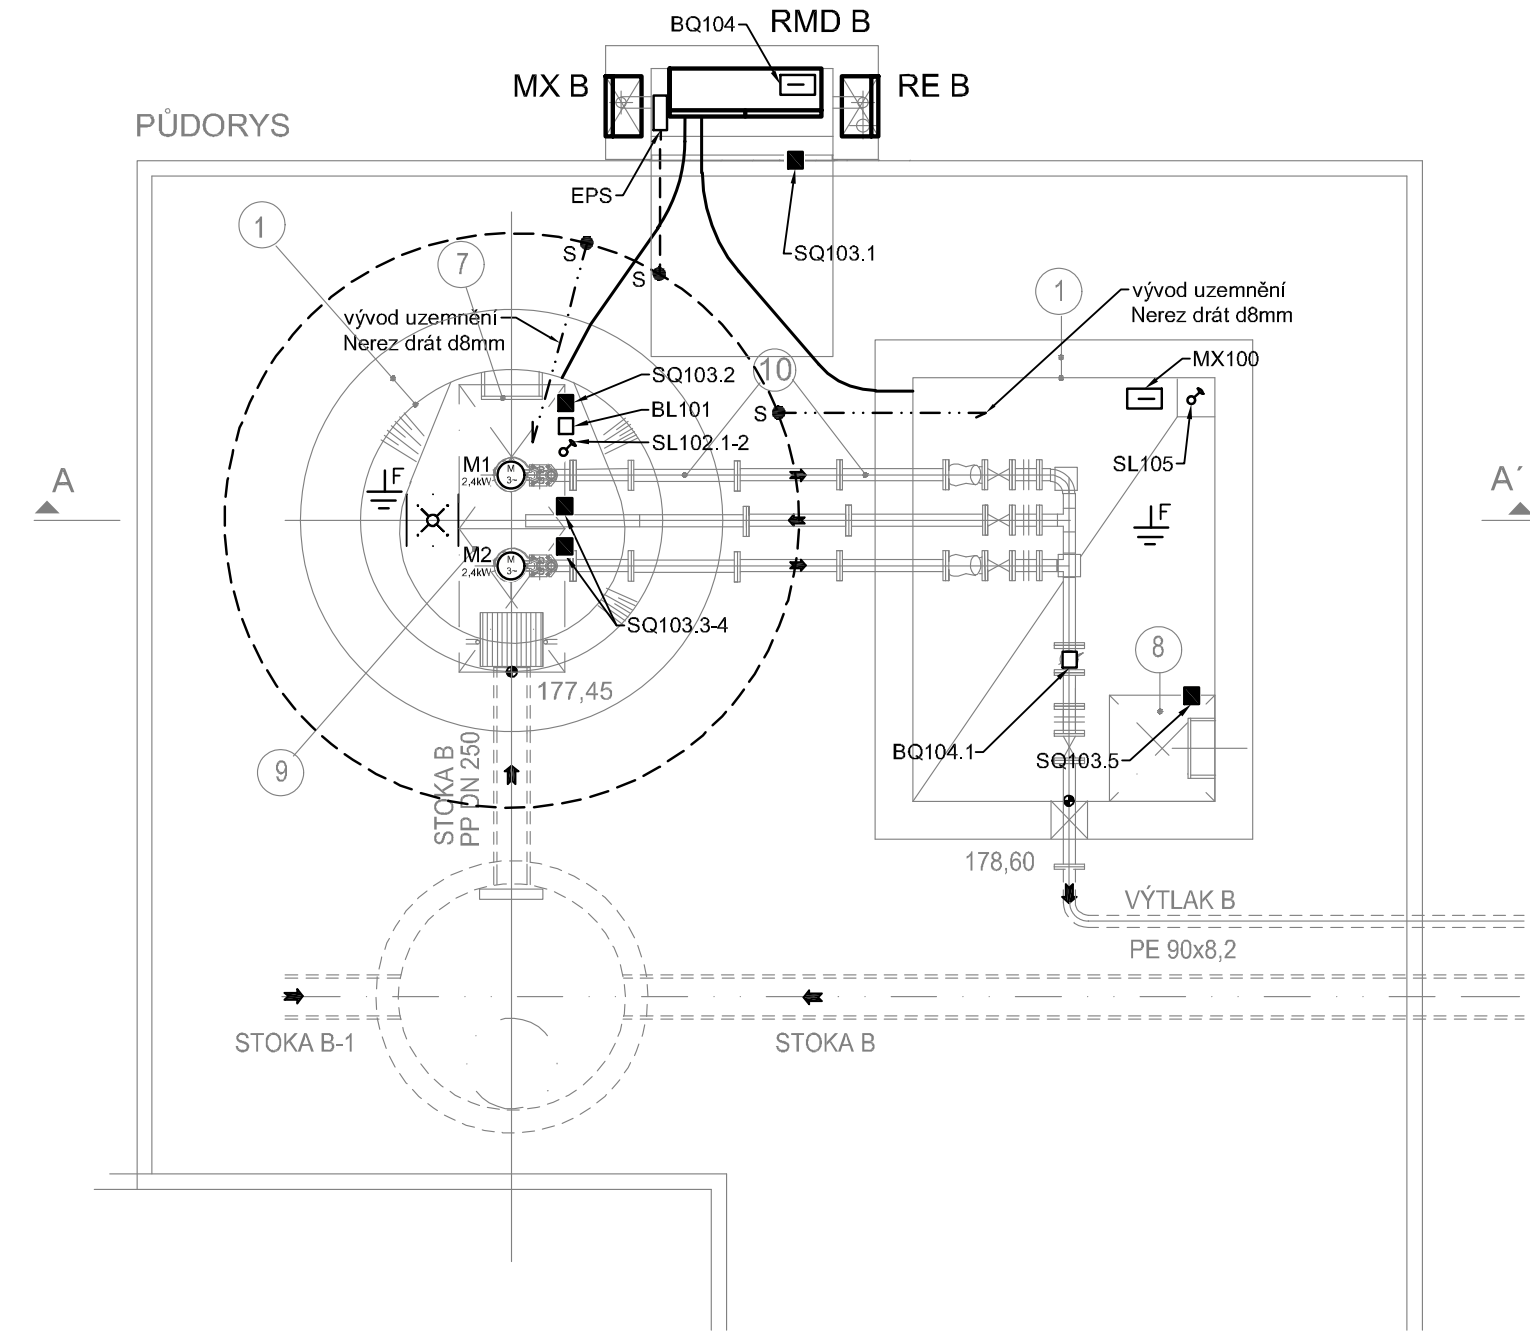 BQ104
RMD B
MX B
RE B
PŮDORYS
EPS
SQ103.1
1
7
S
S
1
vývod uzemnění
Nerez drát d8mm
vývod uzemnění
Nerez drát d8mm
10
SQ103.2
MX100
BL101
S
SL102.1-2
SL105
M1
2,4kW
M
3~
F
A
A´
F
M2
2,4kW
M
3~
SQ103.3-4
8
177,45
BQ104.1
SQ103.5
9
STOKA B
PP DN 250
178,60
VÝTLAK B
PE 90x8,2
STOKA B-1
STOKA B